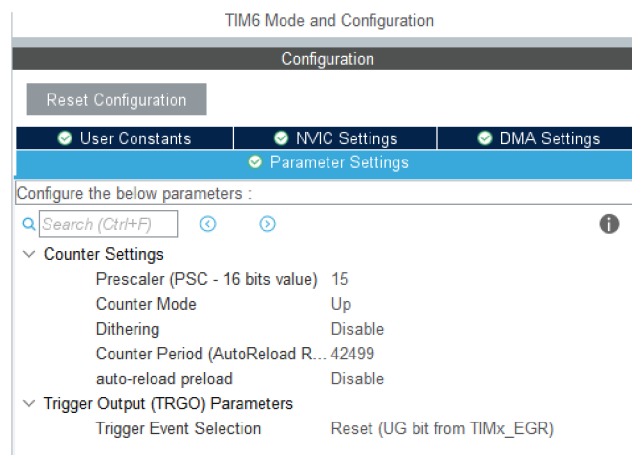 TIM6 Mode and Configuration
Configuration
Reset Configuration
User Constants NVIC Settings DMA Settings
Parameter Settings
Configure the below parameters :
Search (Ctrl+F)
Counter Settings
Prescaler (PSC - 16 bits value) 15
Counter Mode Up
Dithering Disable
Counter Period (AutoReload R... 42499
auto-reload preload Disable
Trigger Output (TRGO) Parameters
Trigger Event Selection Reset (UG bit from TIMx_EGR)